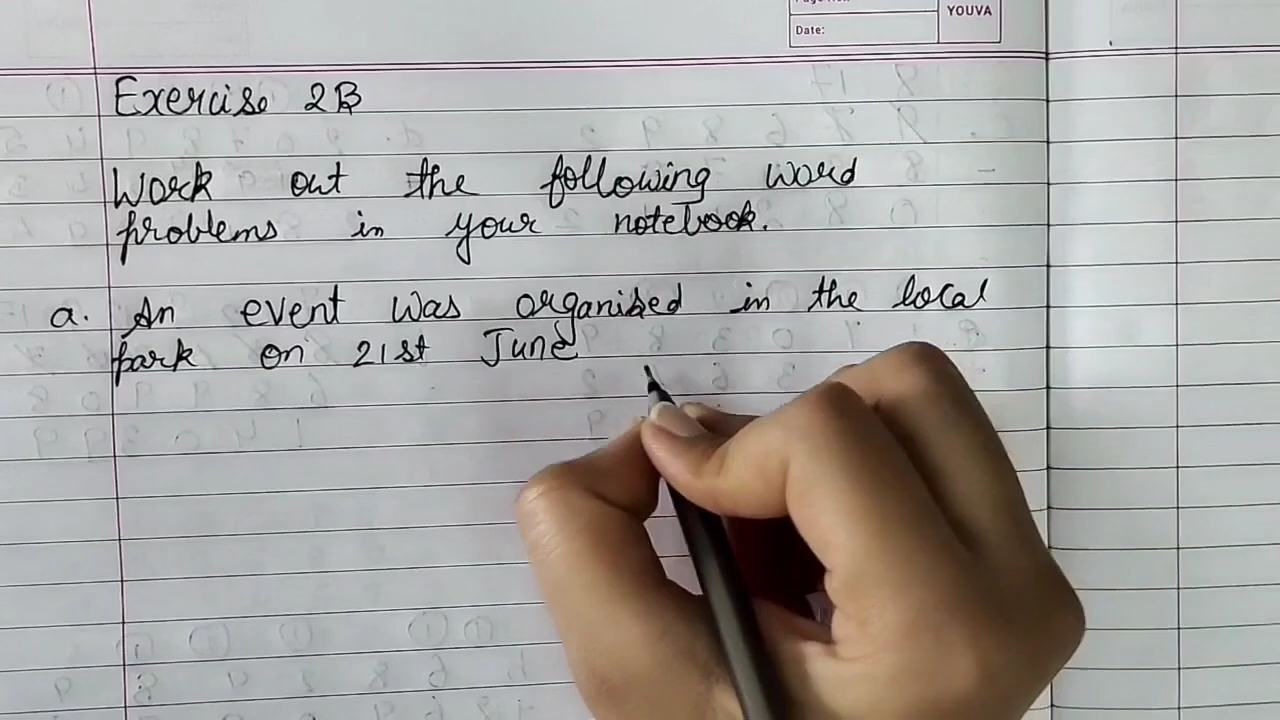 YOUVA
Date:
Exercise 2B
Work out the following word
problems in your notebook.
a. An event was organised in the local
park on 21st June